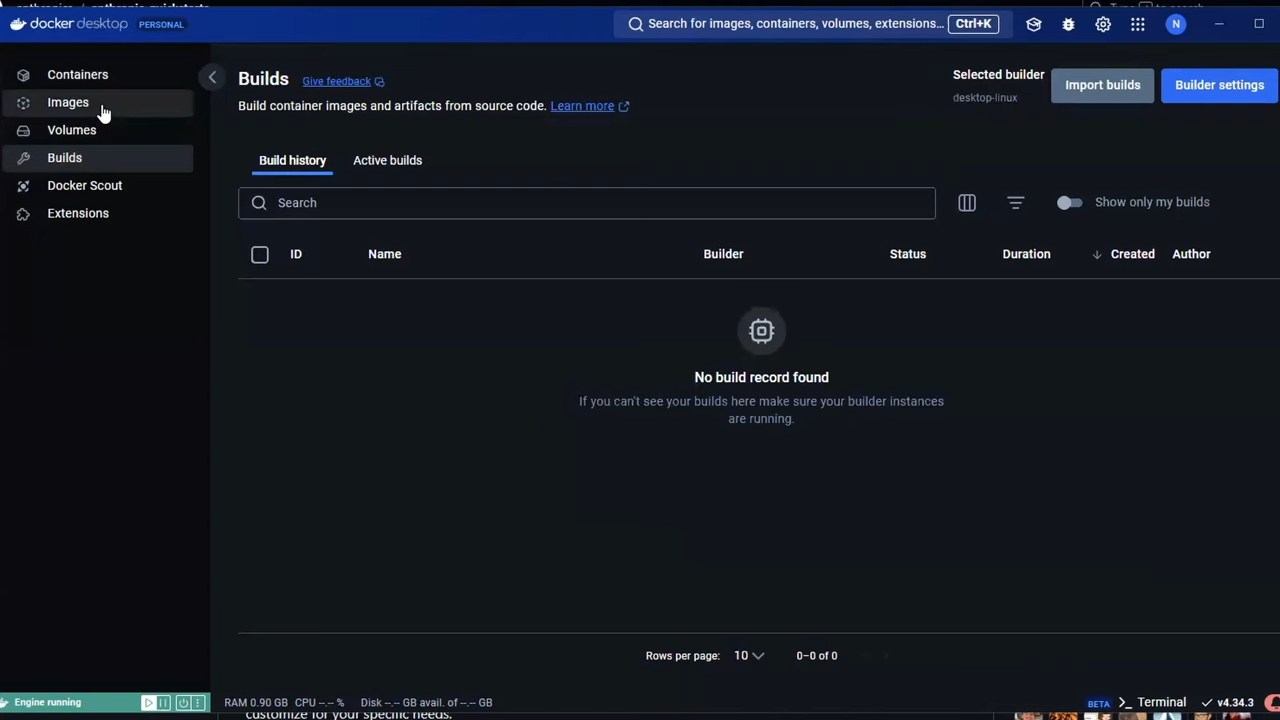 docker desktop PERSONAL
Search for images, containers, volumes, extensions... Ctrl+K
N
Containers
Images
Volumes
Builds
Docker Scout
Extensions
Builds Give feedback
Build container images and artifacts from source code. Learn more
Selected builder
desktop-linux
Import builds
Builder settings
Build history Active builds
Search
Show only my builds
ID Name Builder Status Duration Created Author
No build record found
If you can't see your builds here make sure your builder instances
are running.
Rows per page: 10 0–0 of 0
Engine running
RAM 0.90 GB CPU --.-- % Disk --.-- GB avail. of --.-- GB
BETA Terminal v4.34.3
customize for your specific needs.